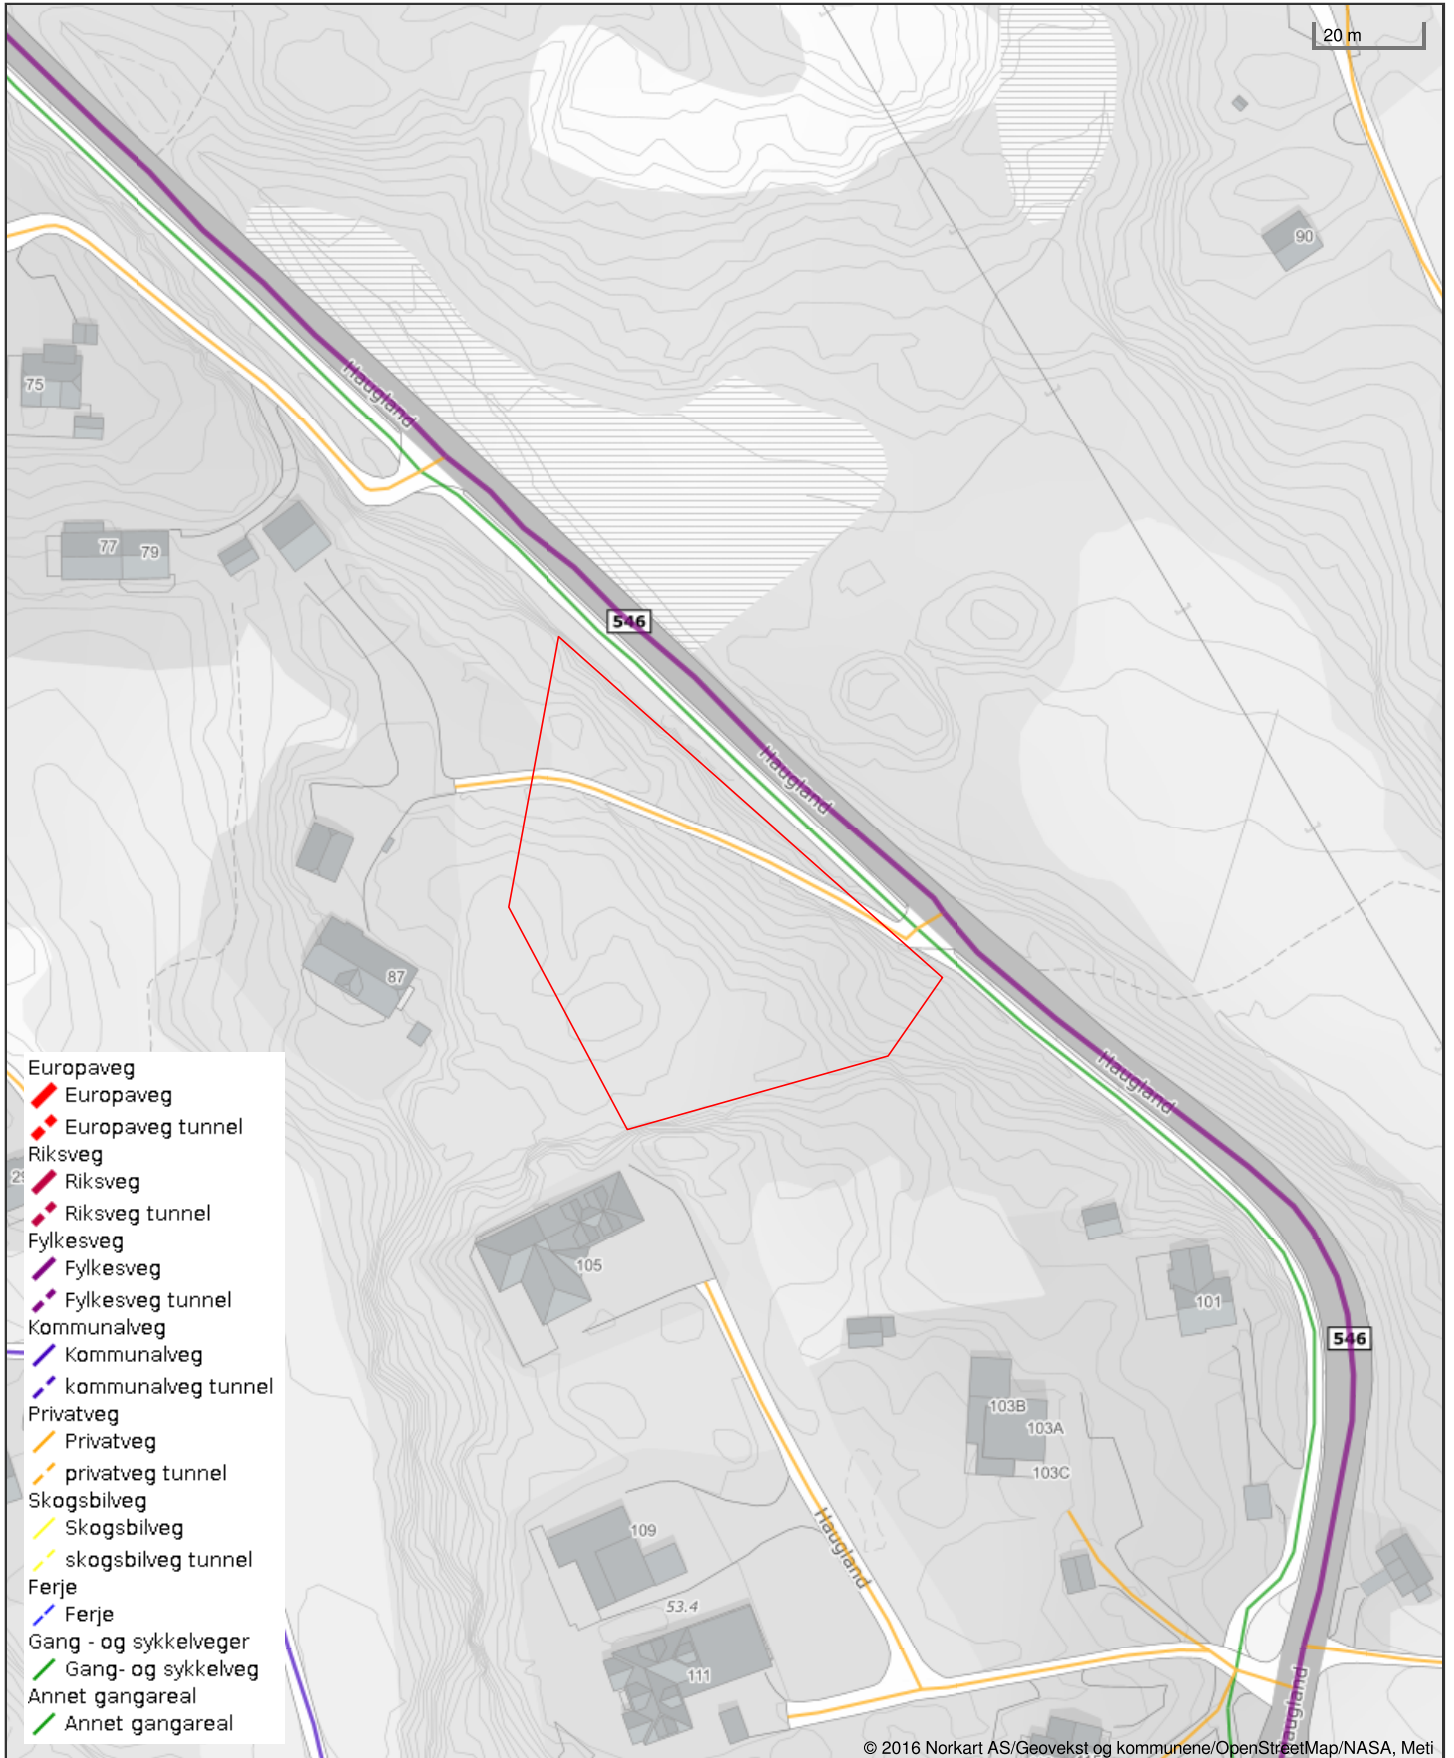 20 m
90
Haugland
75
77
79
546
Haugland
87
Haugland
105
101
546
103B
103A
103C
109
Haugland
53.4
111
Europaveg
Europaveg
Europaveg tunnel
Riksveg
Riksveg
Riksveg tunnel
Fylkesveg
Fylkesveg
Fylkesveg tunnel
Kommunalveg
Kommunalveg
kommunalveg tunnel
Privatveg
Privatveg
privatveg tunnel
Skogsbilveg
Skogsbilveg
skogsbilveg tunnel
Ferje
Ferje
Gang - og sykkelveger
Gang- og sykkelveg
Annet gangareal
Annet gangareal
© 2016 Norkart AS/Geovekst og kommunene/OpenStreetMap/NASA, Meti